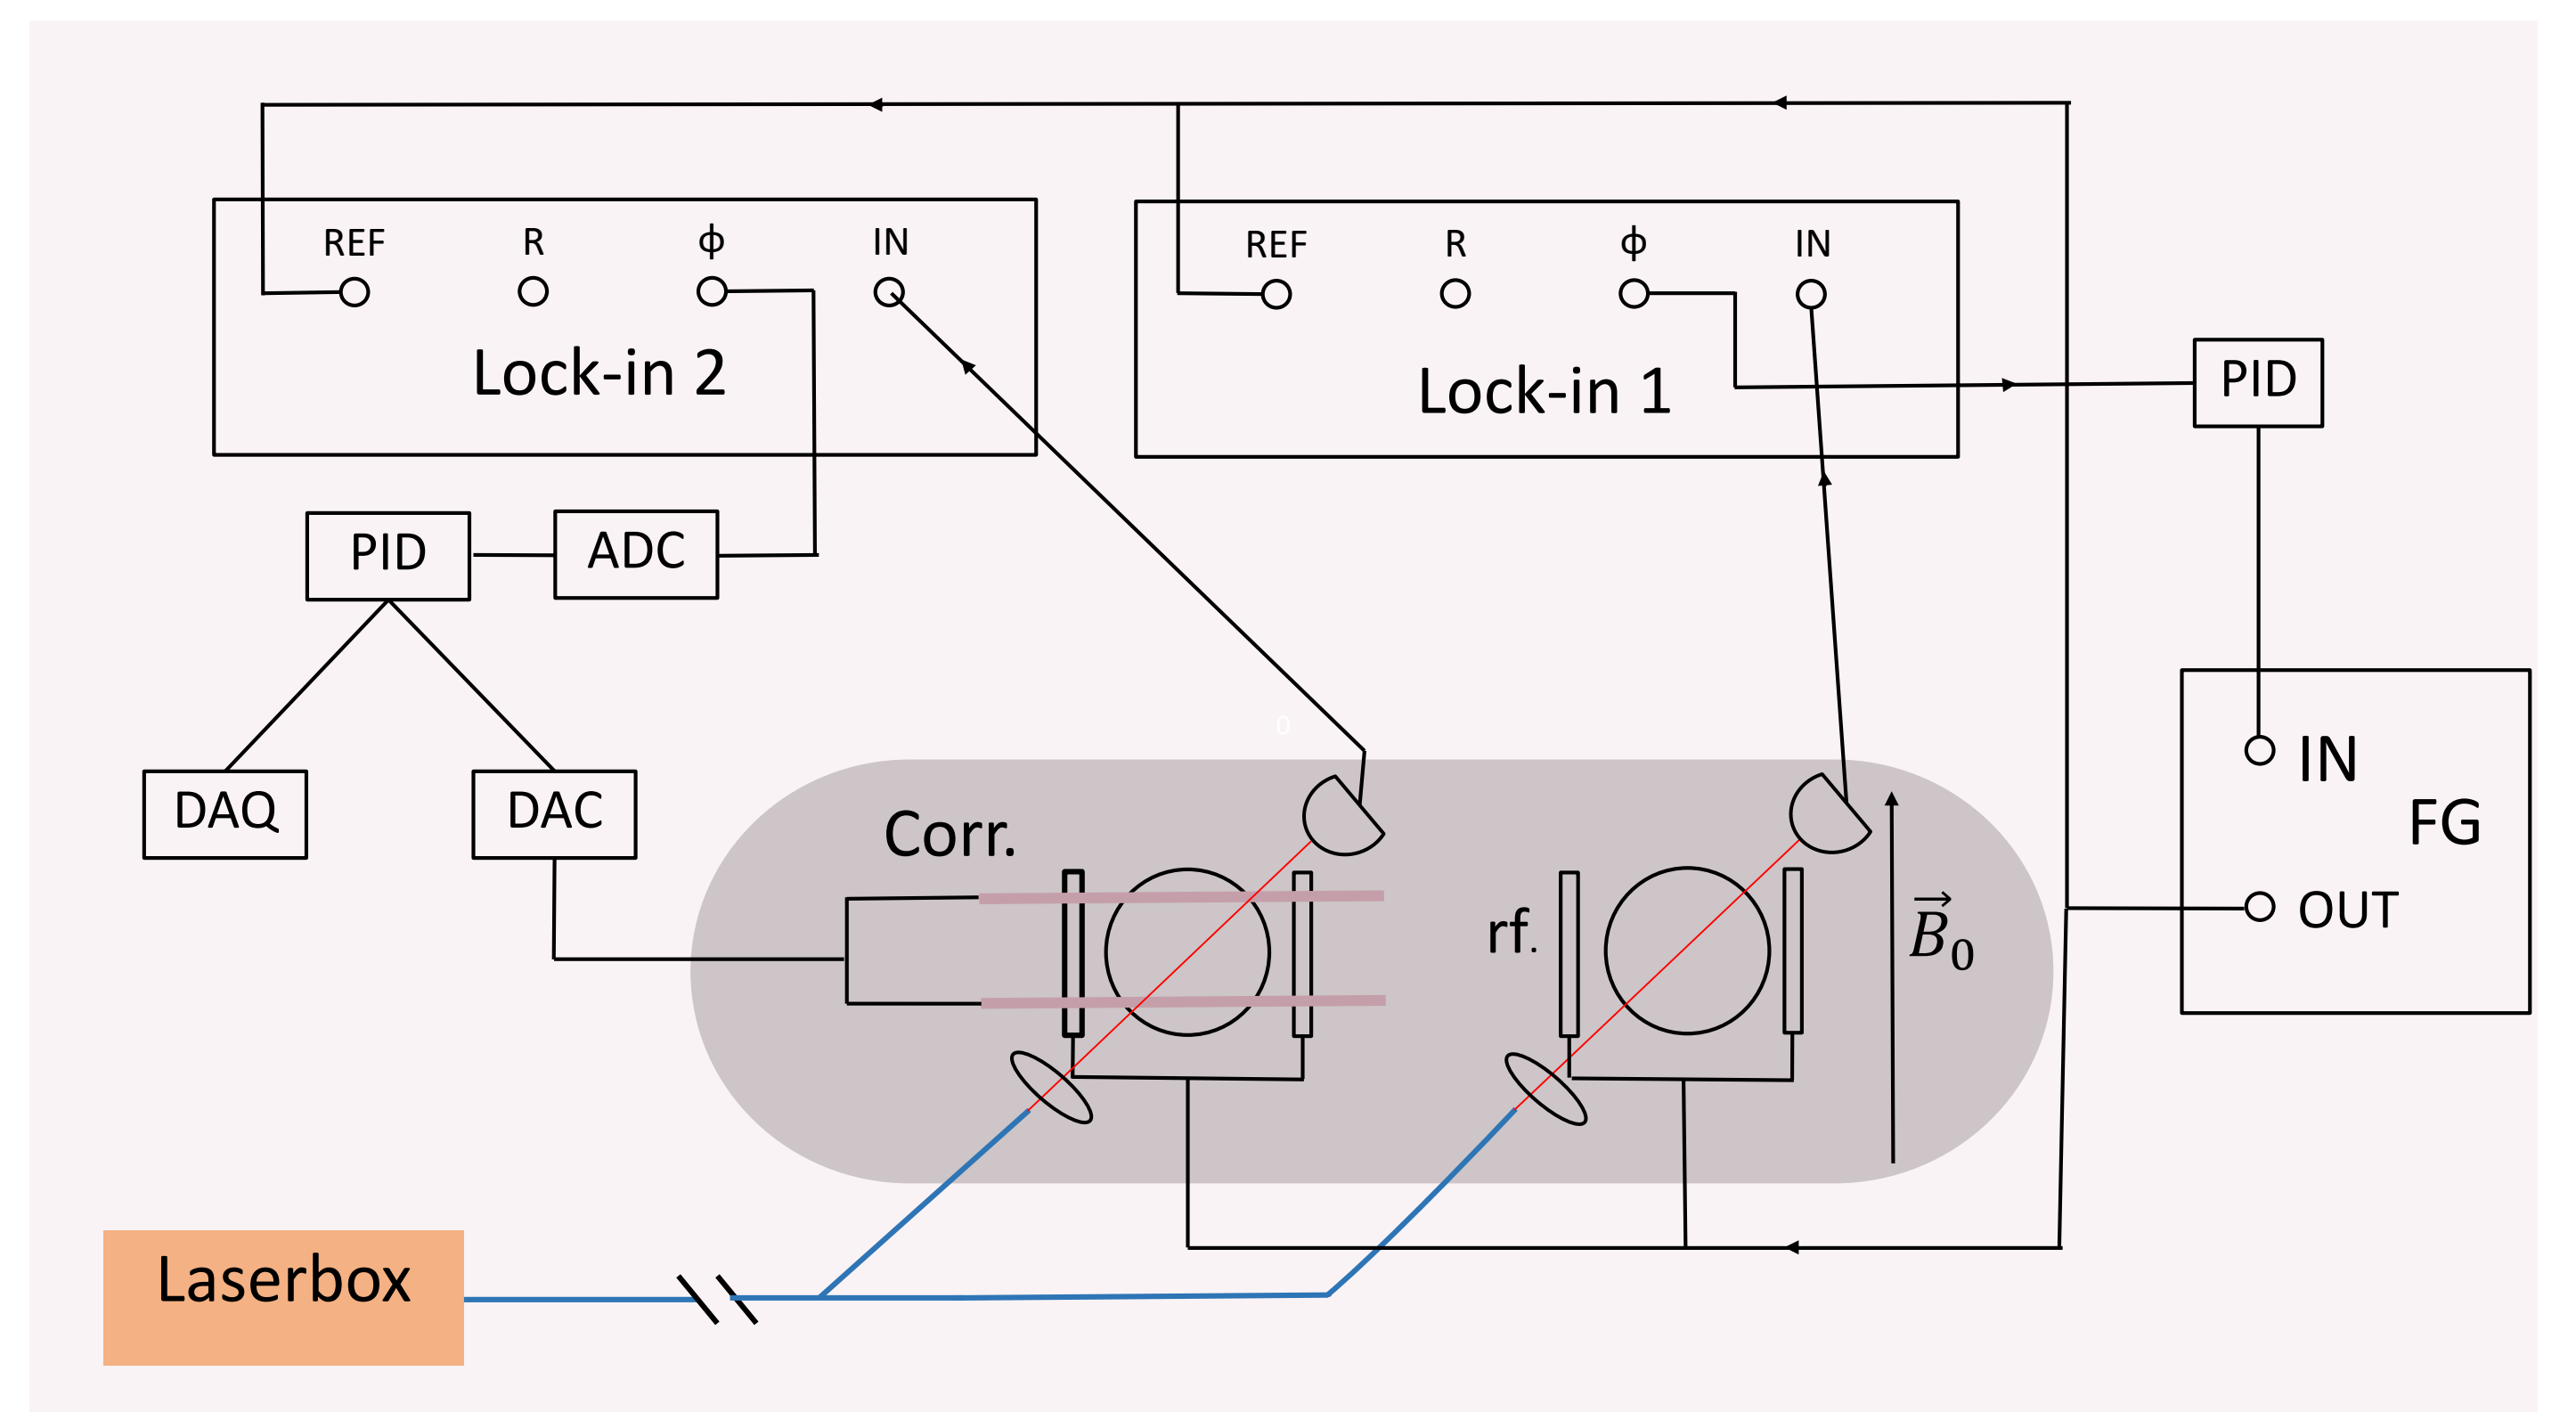 REF R ϕ IN
Lock-in 2
REF R ϕ IN
Lock-in 1
PID
PID
ADC
DAQ
DAC
0
IN
FG
OUT
Corr.
rf.
B⃗₀
Laserbox